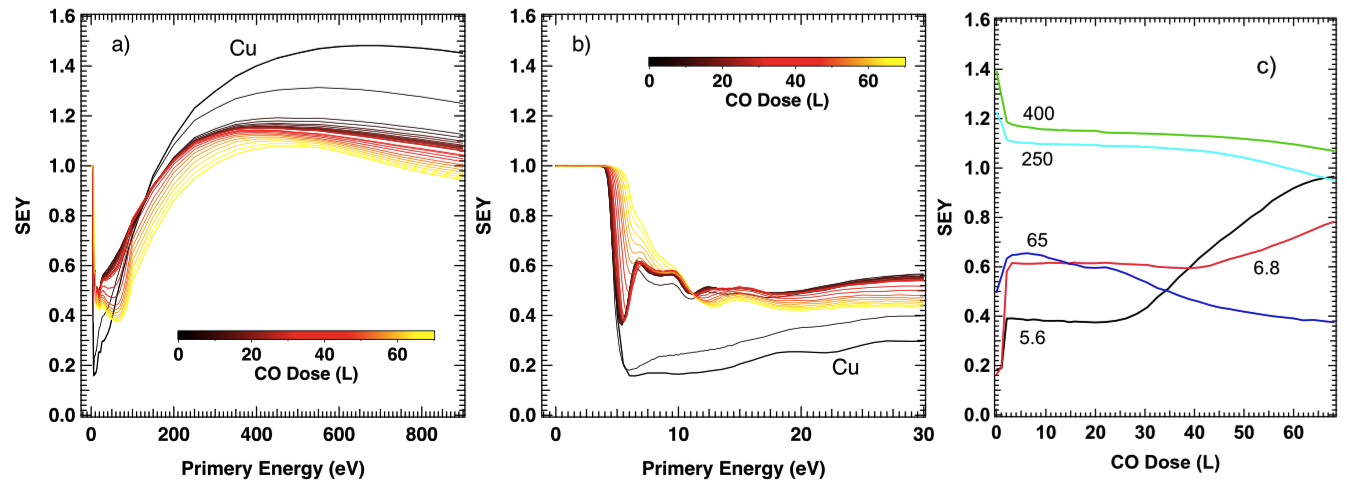 a)
Cu
1.6
1.4
1.2
1.0
0.8
0.6
0.4
0.2
0.0
SEY
0 20 40 60
CO Dose (L)
0 200 400 600 800
Primery Energy (eV)
b)
0 20 40 60
CO Dose (L)
1.6
1.4
1.2
1.0
0.8
0.6
0.4
0.2
0.0
SEY
Cu
0 10 20 30
Primery Energy (eV)
c)
1.6
1.4
1.2
1.0
0.8
0.6
0.4
0.2
0.0
SEY
400
250
65
6.8
5.6
0 10 20 30 40 50 60
CO Dose (L)